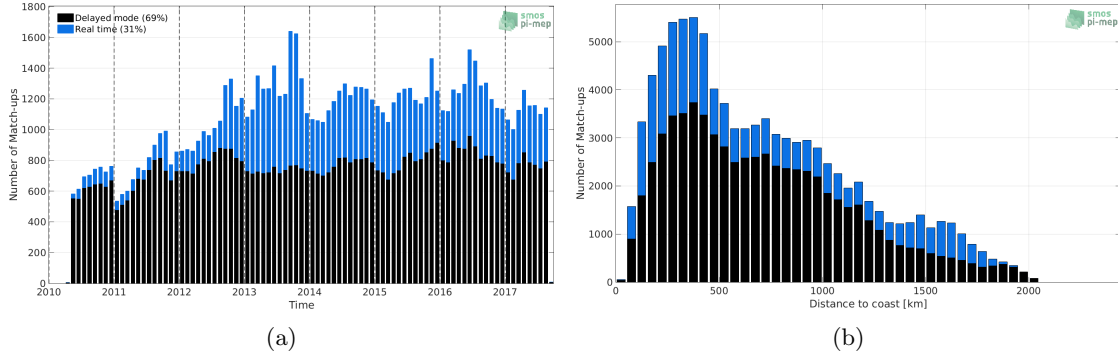 1800
1600
1400
1200
1000
800
600
400
200
0
Number of Match-ups
Delayed mode (69%)
Real time (31%)
smos
pi-mep
2010 2011 2012 2013 2014 2015 2016 2017
Time
(a)
5000
4000
3000
2000
1000
0
Number of Match-ups
smos
pi-mep
0 500 1000 1500 2000
Distance to coast [km]
(b)